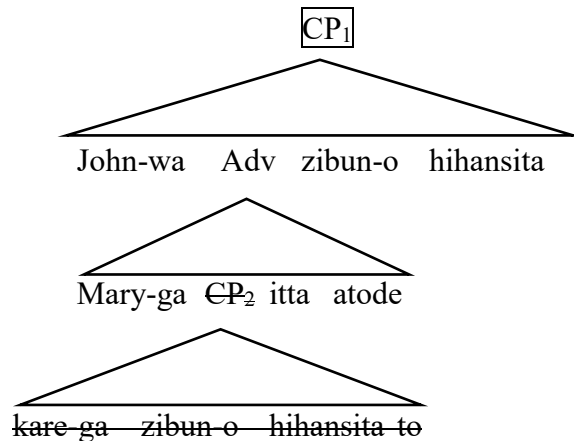 CP₁
John-wa Adv zibun-o hihansita
Mary-ga ~~CP₂~~ itta atode
~~kare-ga zibun-o hihansita to~~